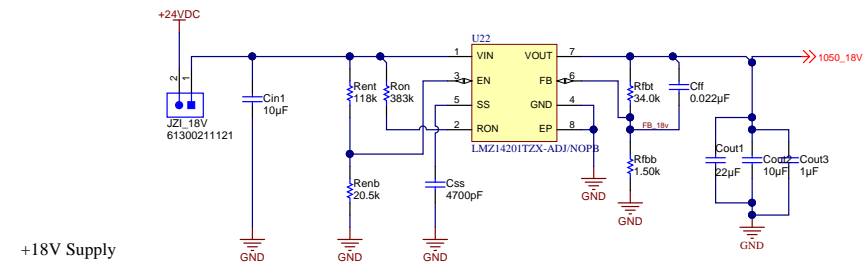 +24VDC
2
1
JZI_18V
61300211121
Cin1
10µF
Rent
118k
Ron
383k
Renb
20.5k
Css
4700pF
U22
1 VIN VOUT 7
3 EN FB 6
5 SS GND 4
2 RON EP 8
LMZ14201TZX-ADJ/NOPB
Rfbt
34.0k
Cff
0.022µF
FB_18v
Rfbb
1.50k
1050_18V
Cout1
22µF
Cout2
10µF
Cout3
1µF
GND
GND
GND
GND
GND
GND
+18V Supply